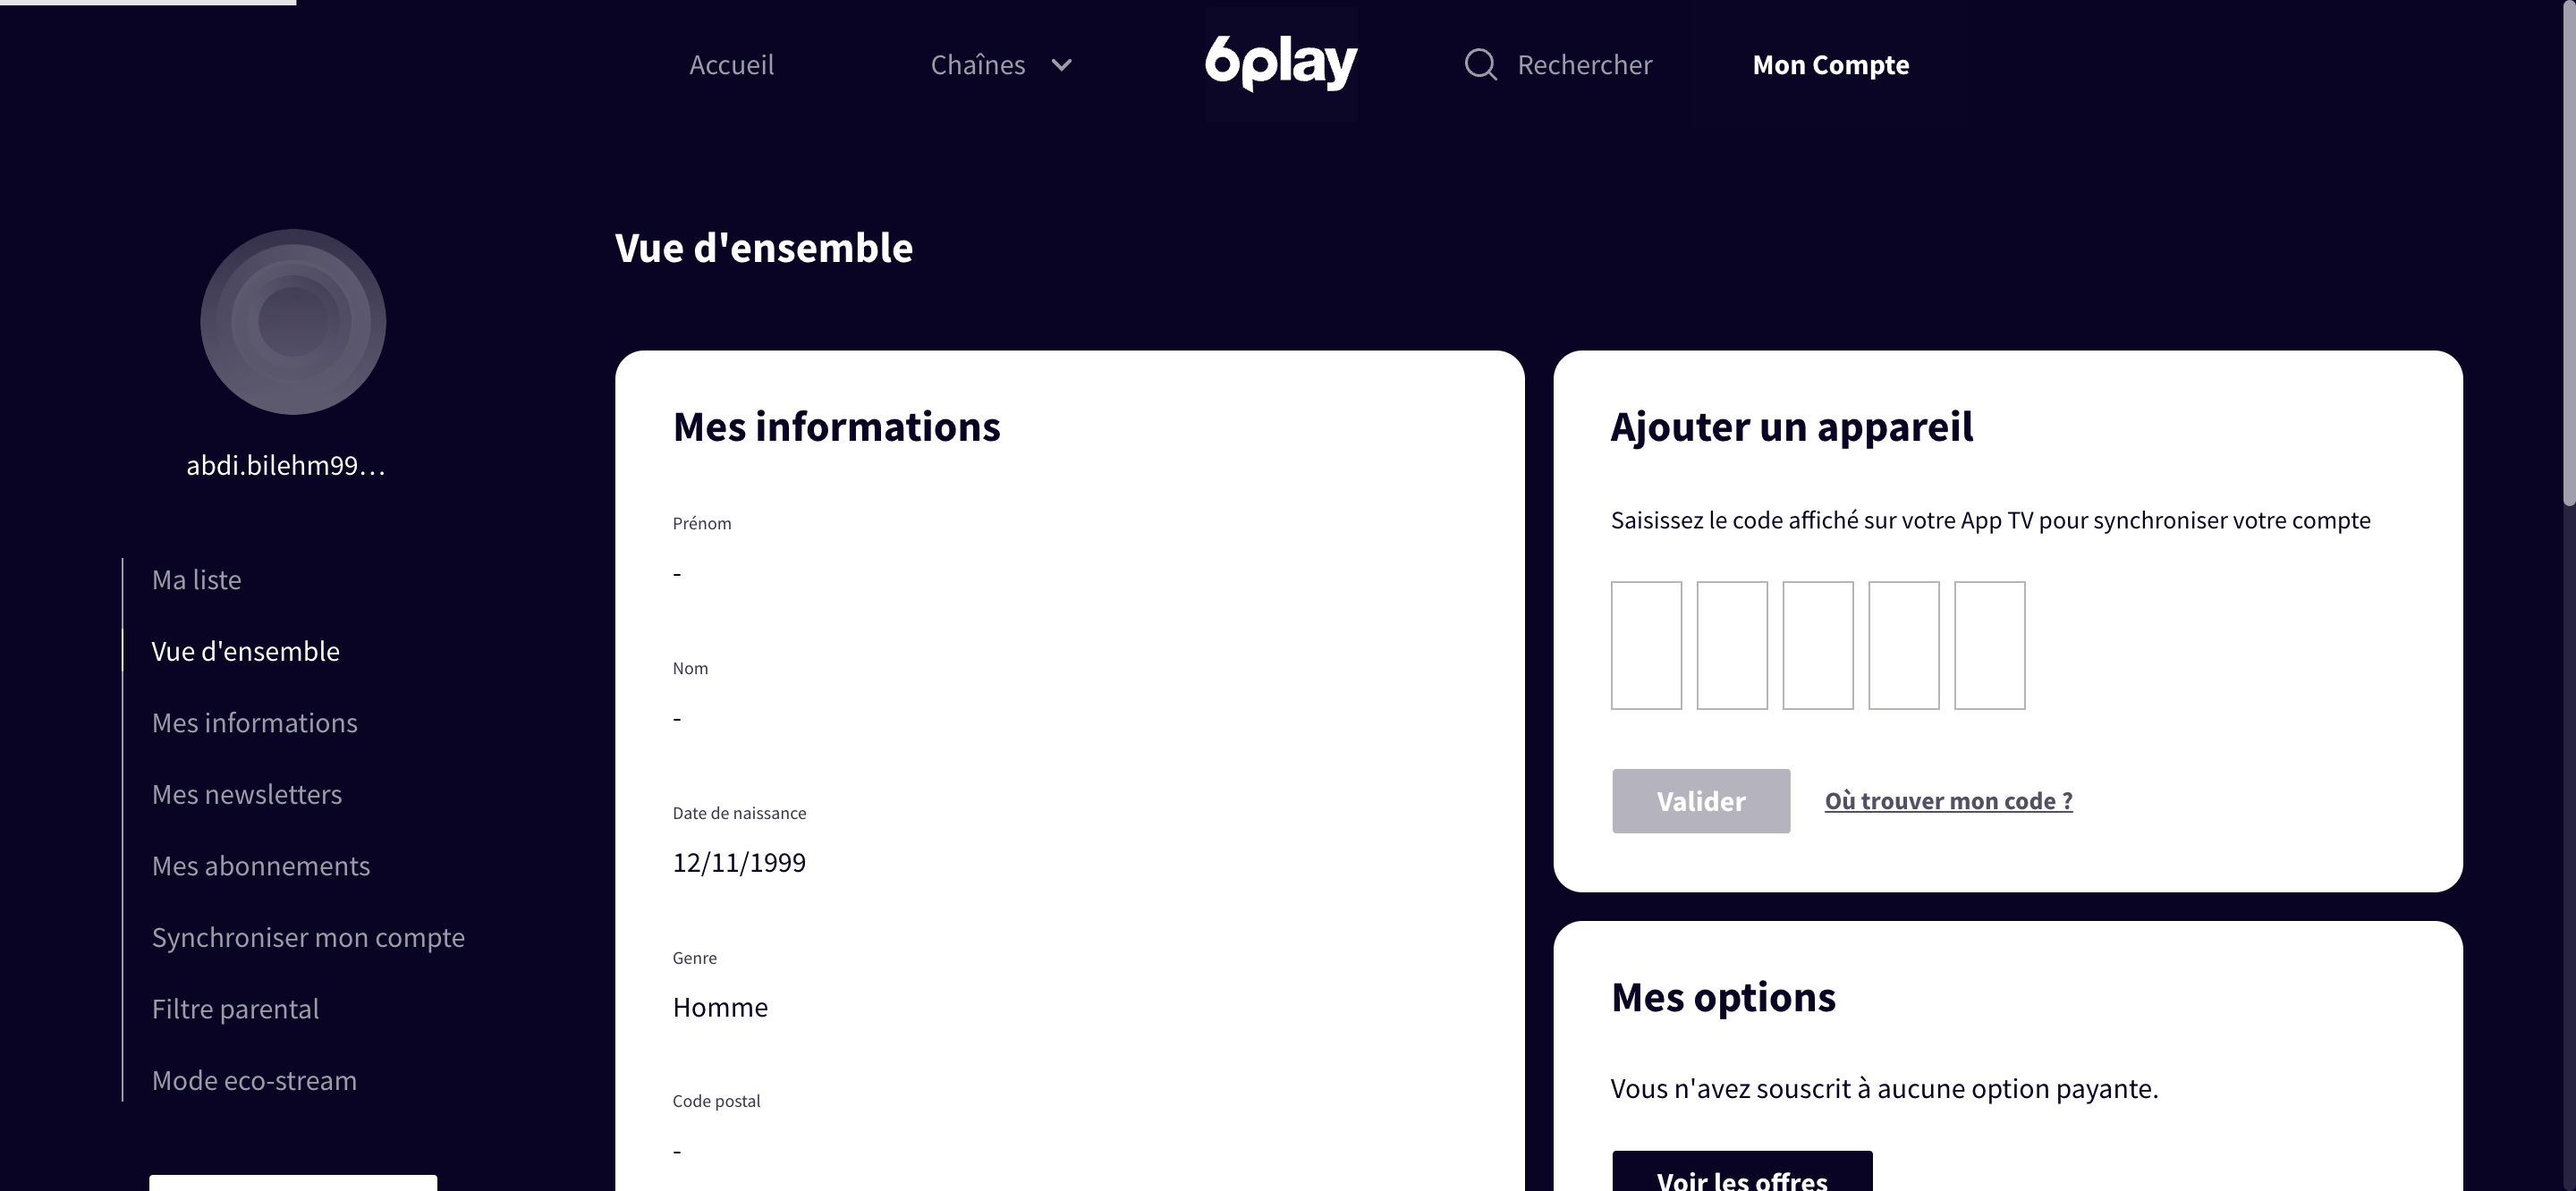 Accueil
Chaînes
6play
Rechercher
Mon Compte
abdi.bilehm99…
Ma liste
Vue d'ensemble
Mes informations
Mes newsletters
Mes abonnements
Synchroniser mon compte
Filtre parental
Mode eco-stream
Vue d'ensemble
Mes informations
Prénom
-
Nom
-
Date de naissance
12/11/1999
Genre
Homme
Code postal
-
Ajouter un appareil
Saisissez le code affiché sur votre App TV pour synchroniser votre compte
Valider
Où trouver mon code ?
Mes options
Vous n'avez souscrit à aucune option payante.
Voir les offres